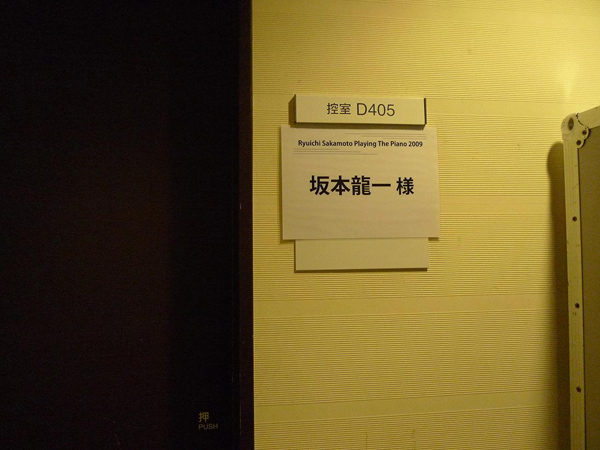 控室 D405
Ryuichi Sakamoto Playing The Piano 2009
坂本龍一 様
押
PUSH